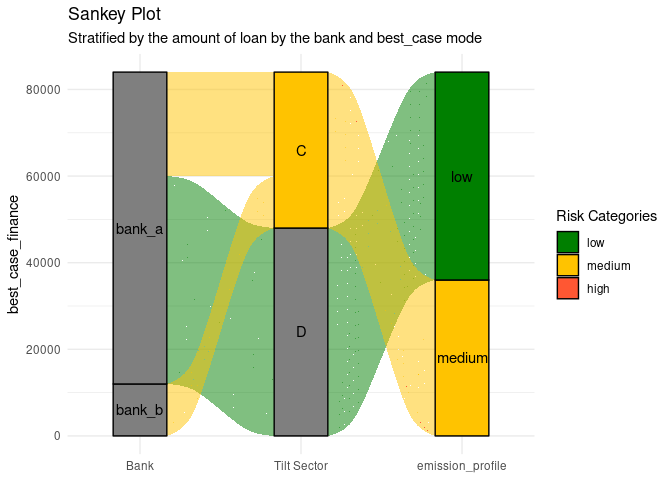 Sankey Plot
Stratified by the amount of loan by the bank and best_case mode
best_case_finance
80000
60000
40000
20000
0
bank_a
bank_b
C
D
low
medium
Bank
Tilt Sector
emission_profile
Risk Categories
low
medium
high